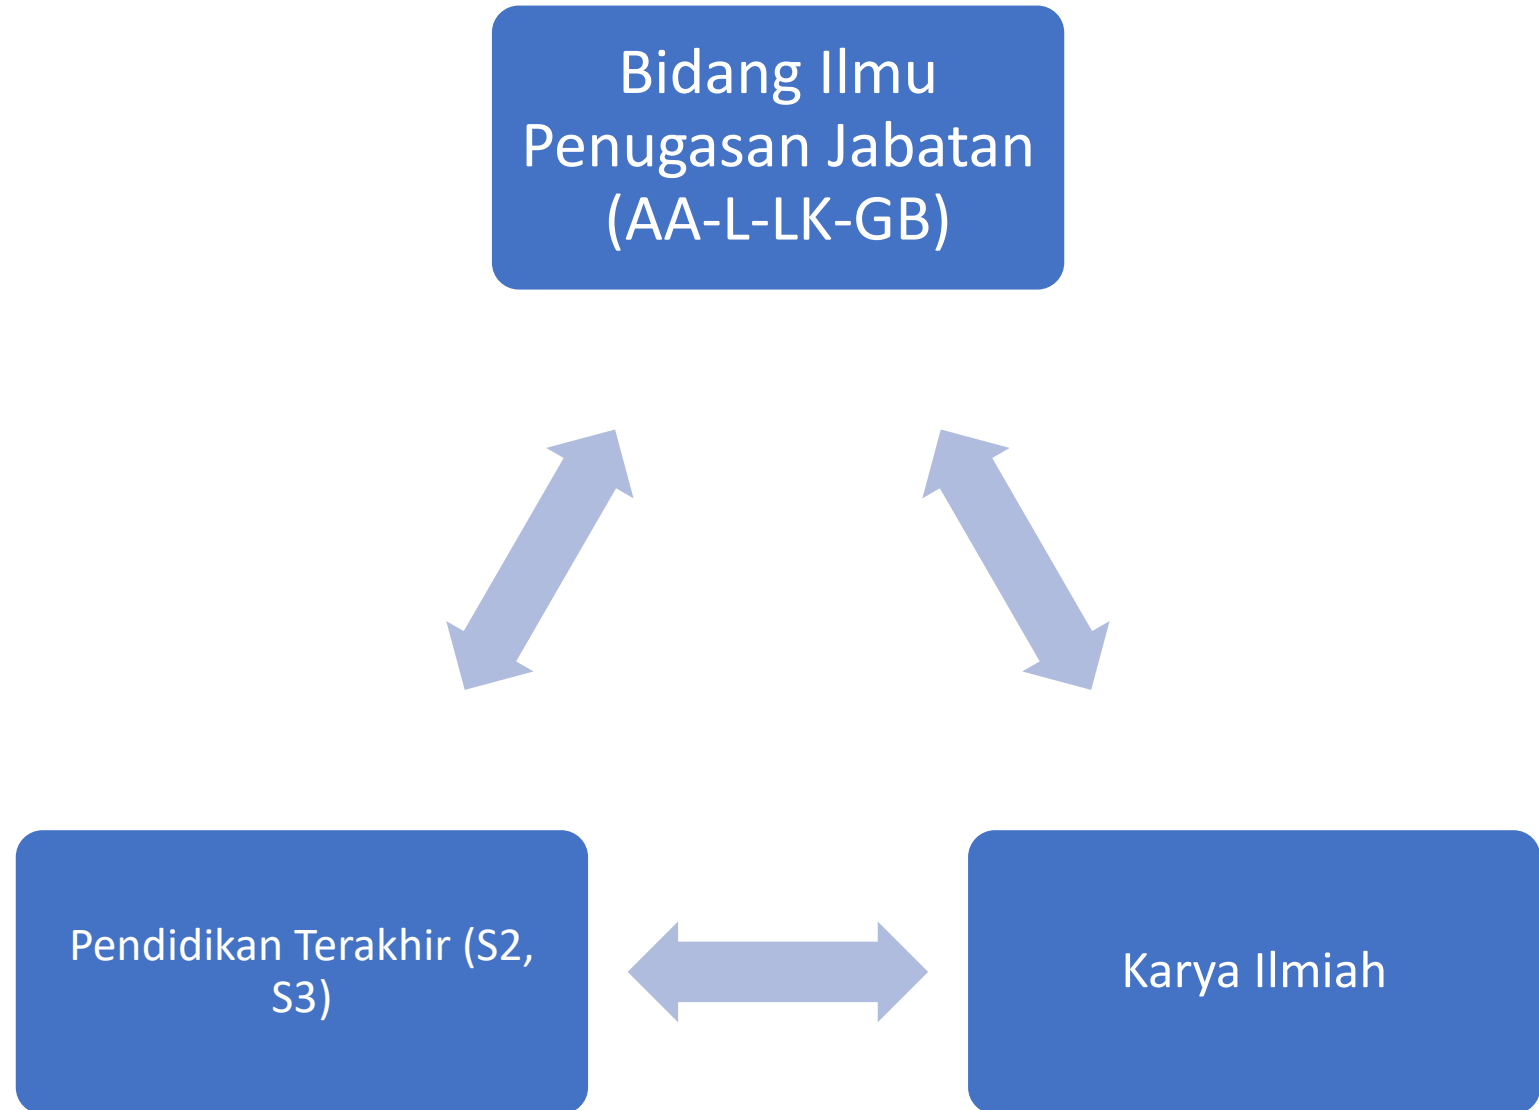 Bidang Ilmu
Penugasan Jabatan
(AA-L-LK-GB)
Pendidikan Terakhir (S2,
S3)
Karya Ilmiah